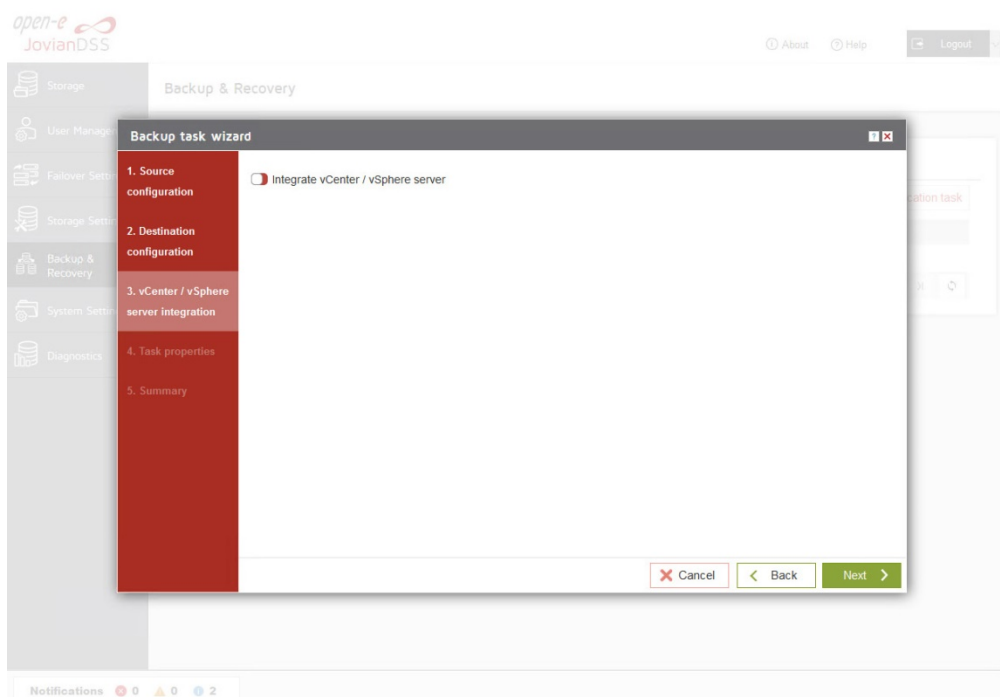 open-e
JovianDSS
About
Help
Logout
Storage
Backup & Recovery
User Manage
Failover Settin
Storage Settin
Backup &
Recovery
System Settin
Diagnostics
Backup task wizard
1. Source
configuration
2. Destination
configuration
3. vCenter / vSphere
server integration
4. Task properties
5. Summary
Integrate vCenter / vSphere server
cation task
Cancel
Back
Next
Notifications 0 0 2